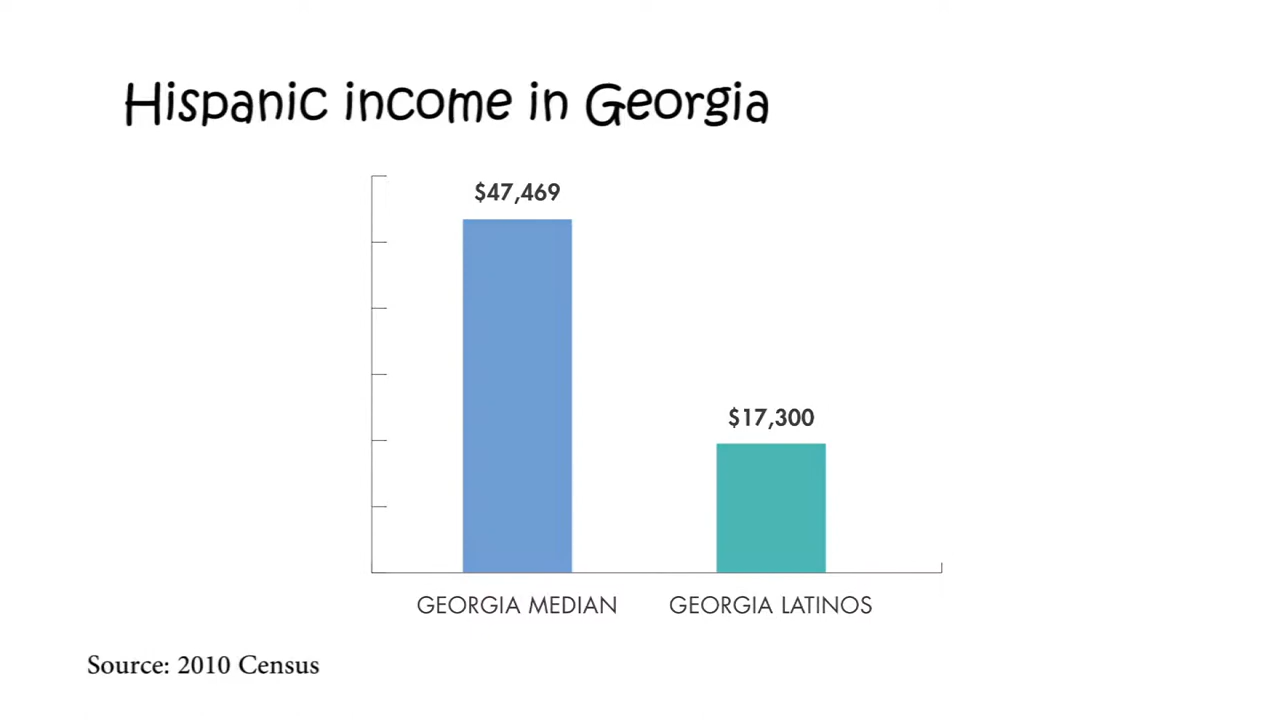 Hispanic income in Georgia
$47,469
$17,300
GEORGIA MEDIAN
GEORGIA LATINOS
Source: 2010 Census